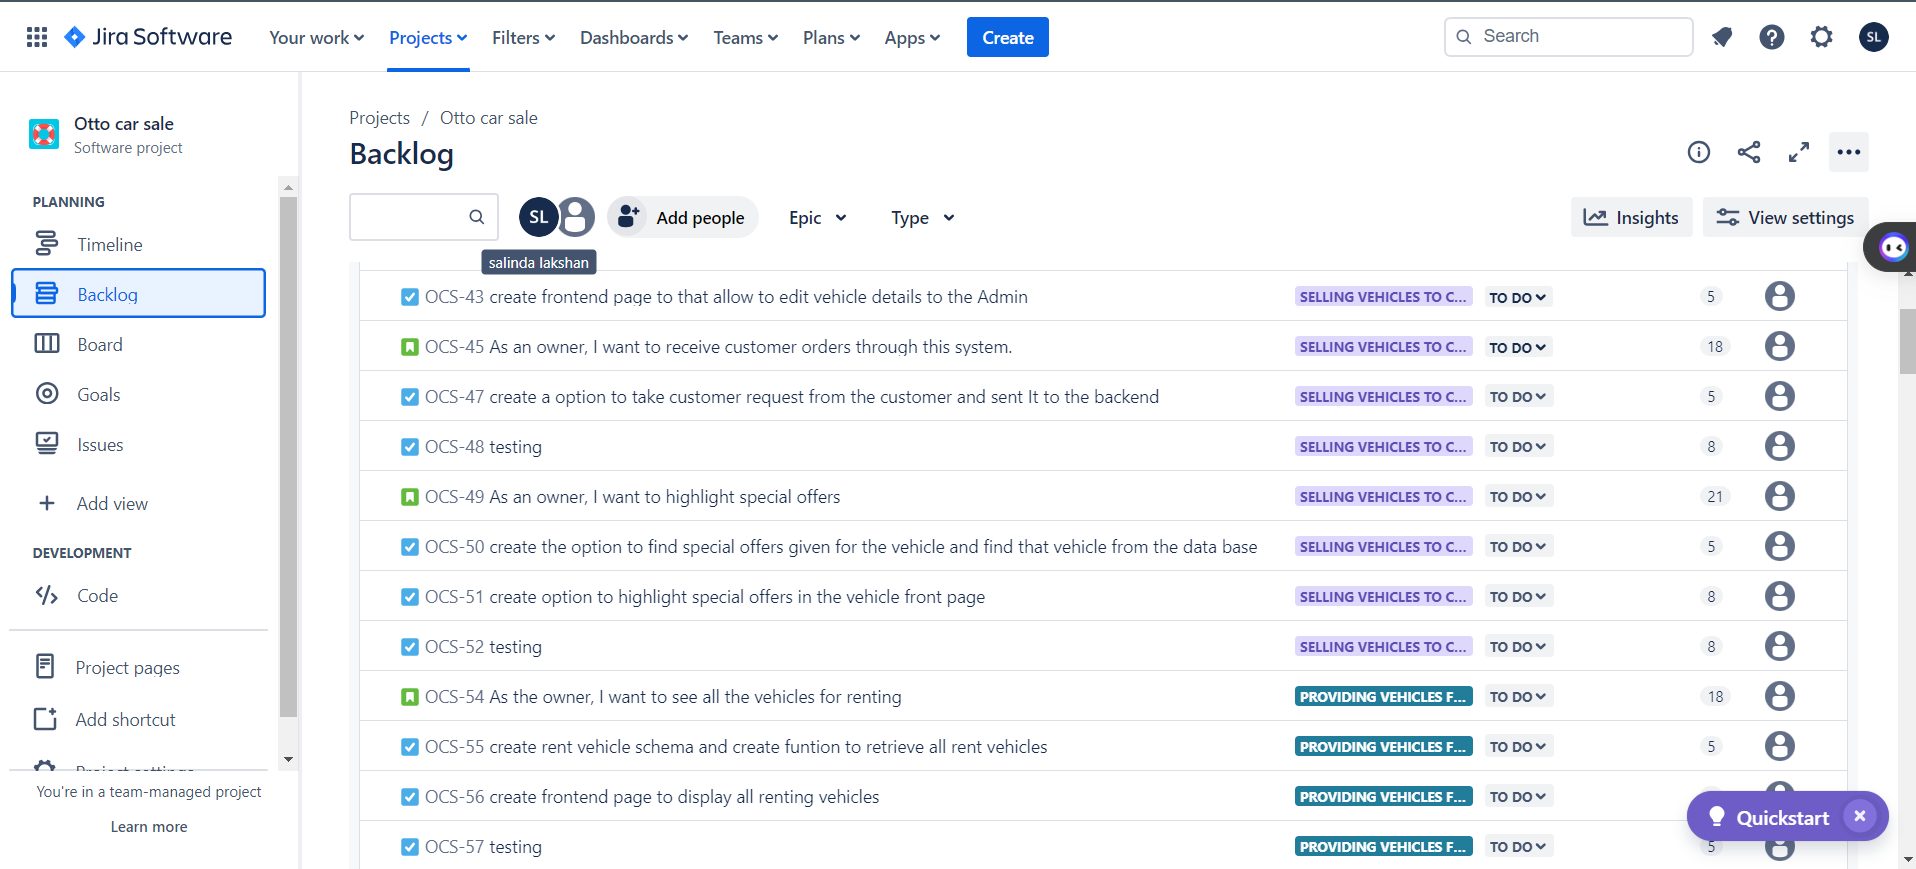 Jira Software
Your work
Projects
Filters
Dashboards
Teams
Plans
Apps
Create
Search
SL
Otto car sale
Software project
PLANNING
Timeline
Backlog
Board
Goals
Issues
Add view
DEVELOPMENT
Code
Project pages
Add shortcut
Project settings
You're in a team-managed project
Learn more
Projects / Otto car sale
Backlog
SL
Add people
Epic
Type
Insights
View settings
salinda lakshan
OCS-43 create frontend page to that allow to edit vehicle details to the Admin SELLING VEHICLES TO C... TO DO 5
OCS-45 As an owner, I want to receive customer orders through this system. SELLING VEHICLES TO C... TO DO 18
OCS-47 create a option to take customer request from the customer and sent It to the backend SELLING VEHICLES TO C... TO DO 5
OCS-48 testing SELLING VEHICLES TO C... TO DO 8
OCS-49 As an owner, I want to highlight special offers SELLING VEHICLES TO C... TO DO 21
OCS-50 create the option to find special offers given for the vehicle and find that vehicle from the data base SELLING VEHICLES TO C... TO DO 5
OCS-51 create option to highlight special offers in the vehicle front page SELLING VEHICLES TO C... TO DO 8
OCS-52 testing SELLING VEHICLES TO C... TO DO 8
OCS-54 As the owner, I want to see all the vehicles for renting PROVIDING VEHICLES F... TO DO 18
OCS-55 create rent vehicle schema and create funtion to retrieve all rent vehicles PROVIDING VEHICLES F... TO DO 5
OCS-56 create frontend page to display all renting vehicles PROVIDING VEHICLES F... TO DO
OCS-57 testing PROVIDING VEHICLES F... TO DO 5
Quickstart